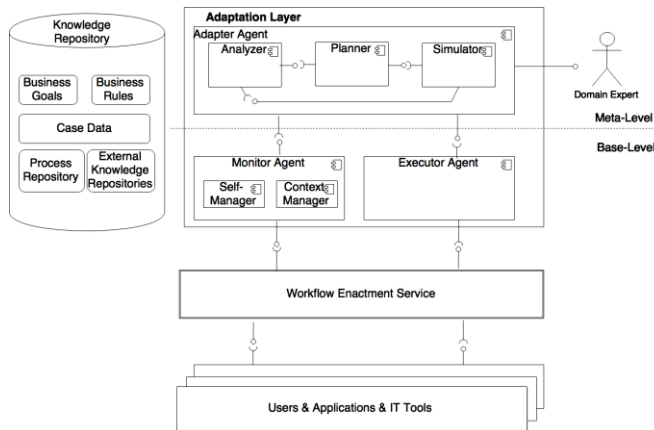 Knowledge
Repository
Business
Goals
Business
Rules
Case Data
Process
Repository
External
Knowledge
Repositories
Adaptation Layer
Adapter Agent
Analyzer
Planner
Simulator
Domain Expert
Meta-Level
Base-Level
Monitor Agent
Self-
Manager
Context
Manager
Executor Agent
Workflow Enactment Service
Users & Applications & IT Tools